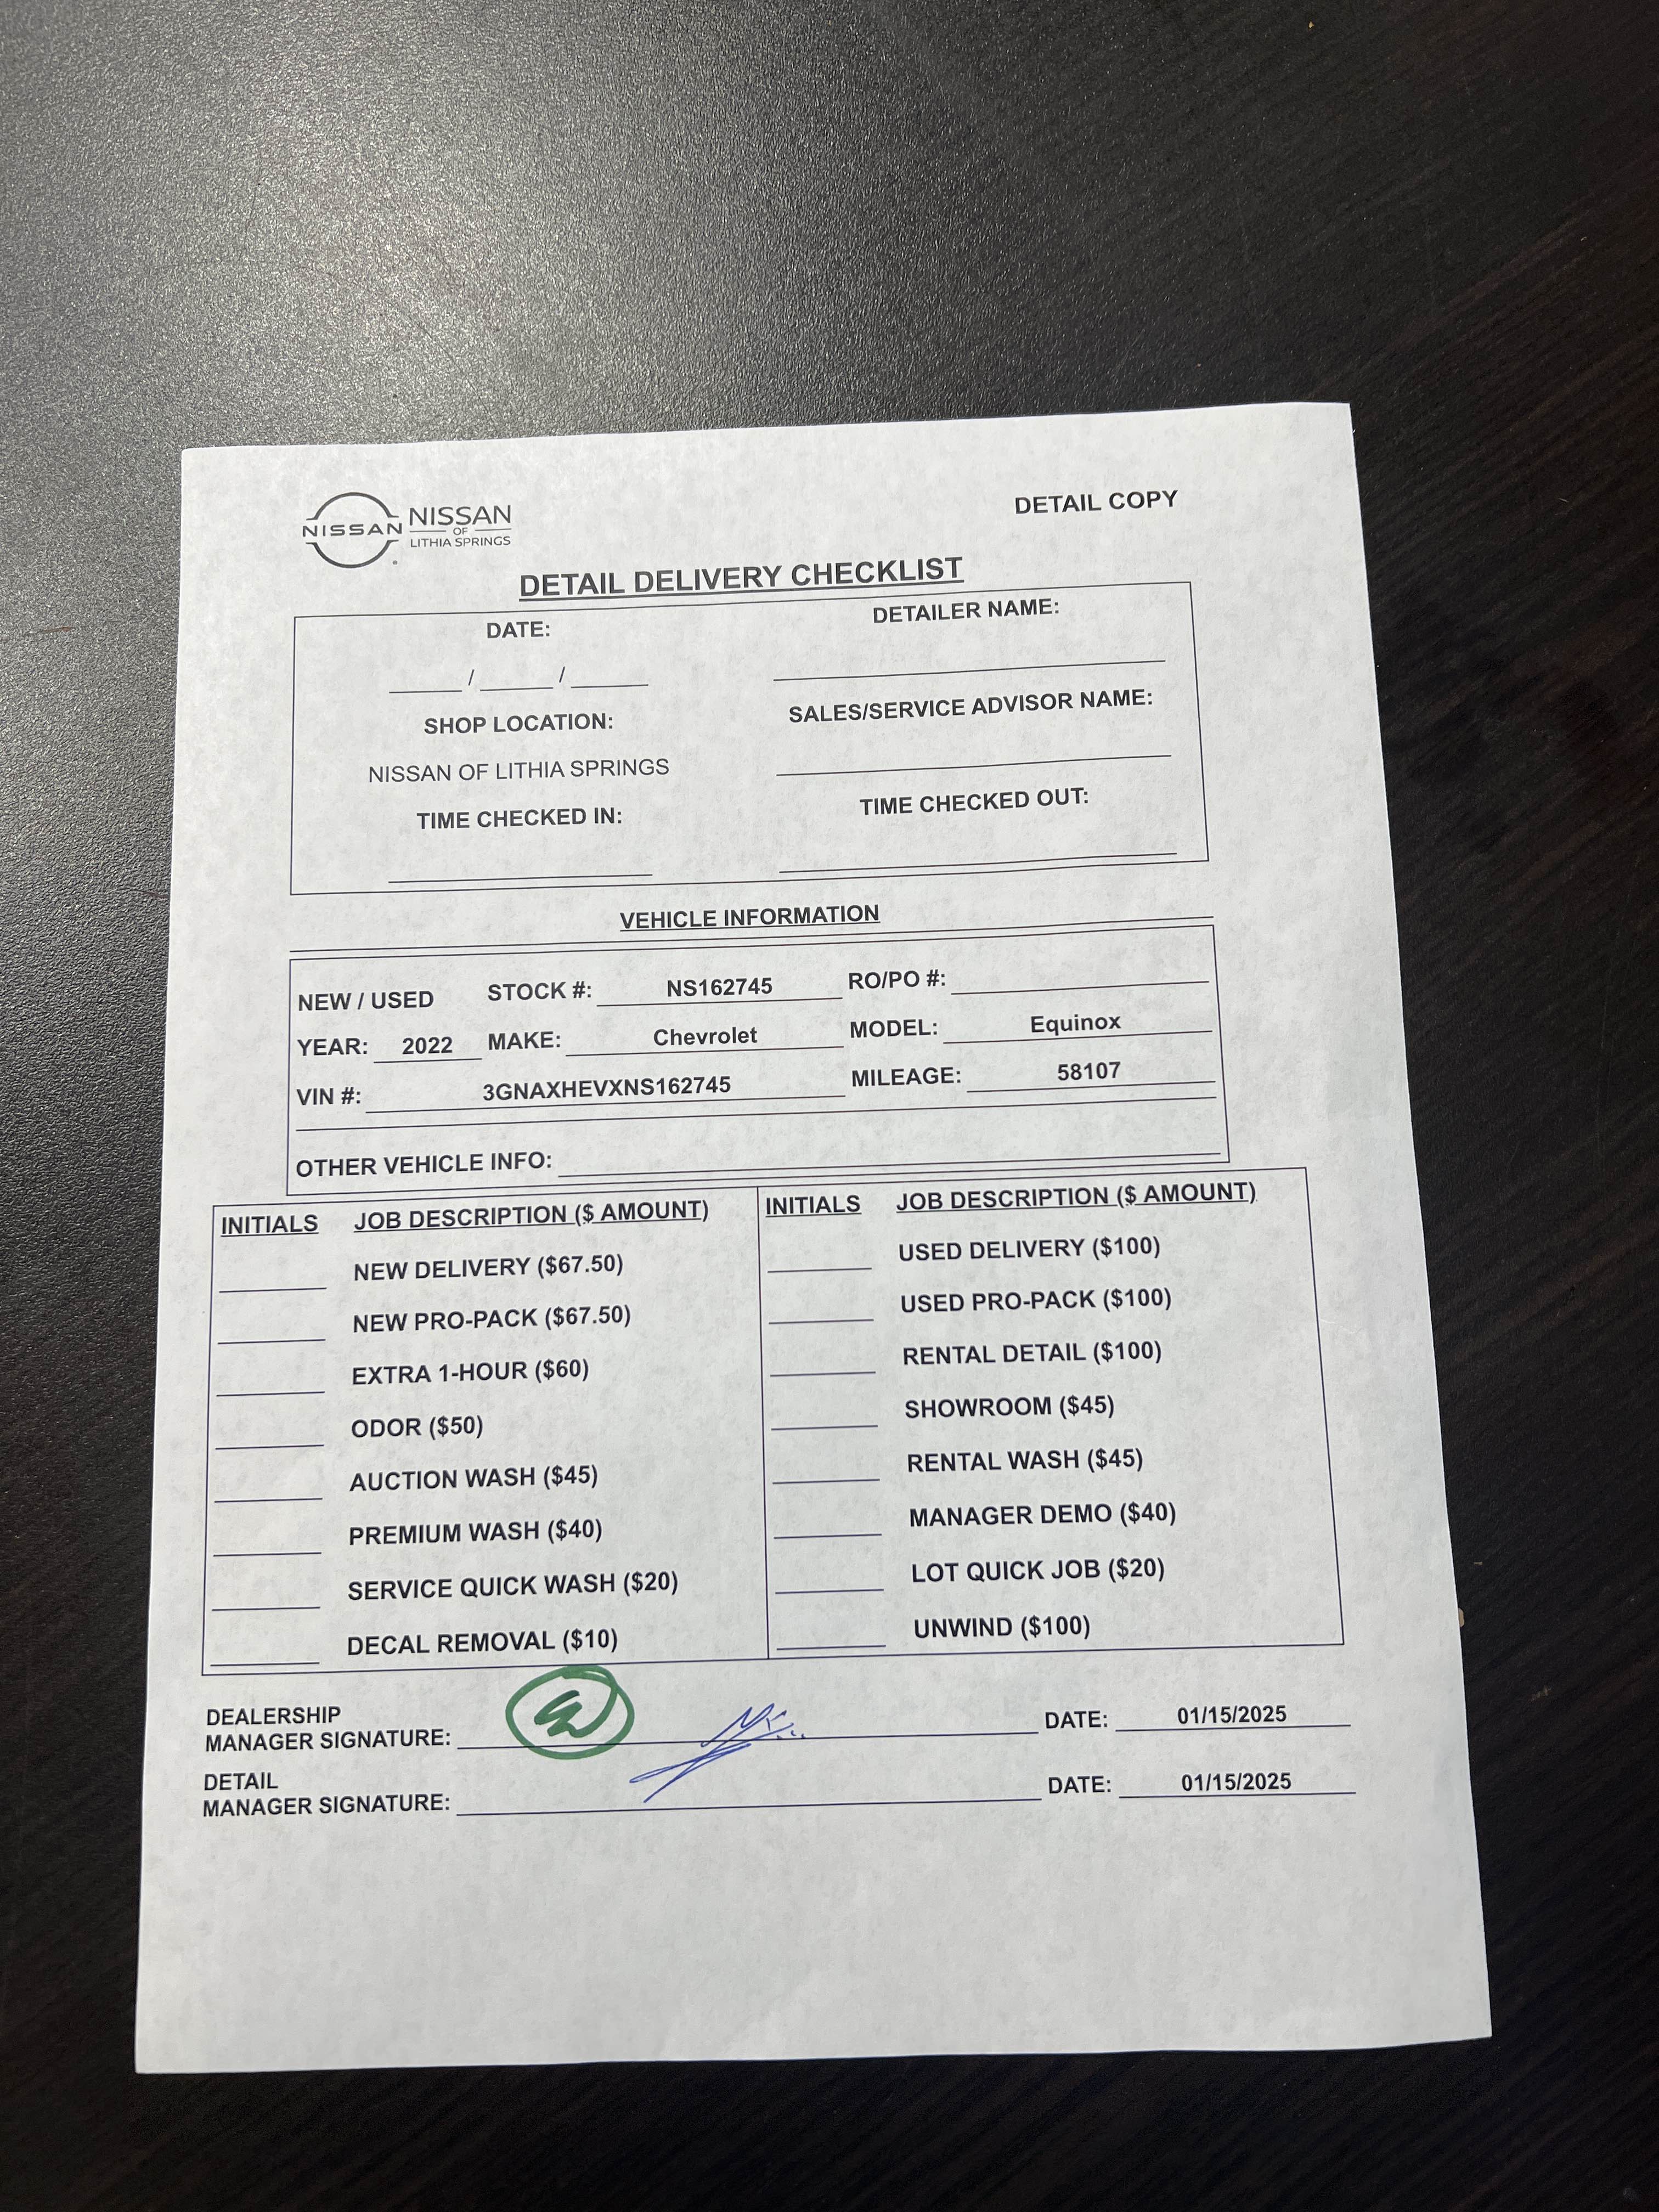 DETAIL COPY
NISSAN NISSAN
OF
LITHIA SPRINGS
DETAIL DELIVERY CHECKLIST
DATE: DETAILER NAME:
/ /
SHOP LOCATION: SALES/SERVICE ADVISOR NAME:
NISSAN OF LITHIA SPRINGS
TIME CHECKED IN: TIME CHECKED OUT:
VEHICLE INFORMATION
NEW / USED STOCK #: NS162745 RO/PO #:
YEAR: 2022 MAKE: Chevrolet MODEL: Equinox
VIN #: 3GNAXHEVXNS162745 MILEAGE: 58107
OTHER VEHICLE INFO:
INITIALS JOB DESCRIPTION ($ AMOUNT) INITIALS JOB DESCRIPTION ($ AMOUNT)
NEW DELIVERY ($67.50) USED DELIVERY ($100)
NEW PRO-PACK ($67.50) USED PRO-PACK ($100)
EXTRA 1-HOUR ($60) RENTAL DETAIL ($100)
ODOR ($50) SHOWROOM ($45)
AUCTION WASH ($45) RENTAL WASH ($45)
PREMIUM WASH ($40) MANAGER DEMO ($40)
SERVICE QUICK WASH ($20) LOT QUICK JOB ($20)
DECAL REMOVAL ($10) UNWIND ($100)
DEALERSHIP
MANAGER SIGNATURE: DATE: 01/15/2025
DETAIL
MANAGER SIGNATURE: DATE: 01/15/2025